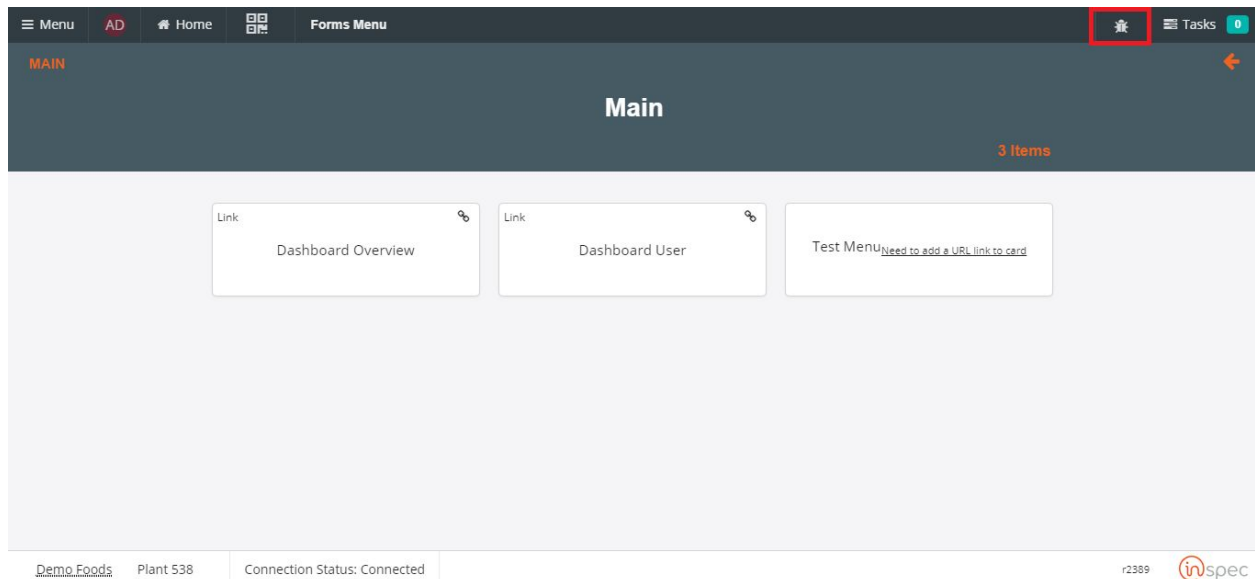 Menu AD Home Forms Menu Tasks 0
MAIN
Main
3 Items
Link
Dashboard Overview
Link
Dashboard User
Test Menu Need to add a URL link to card
Demo Foods Plant 538 Connection Status: Connected r2389 inspec